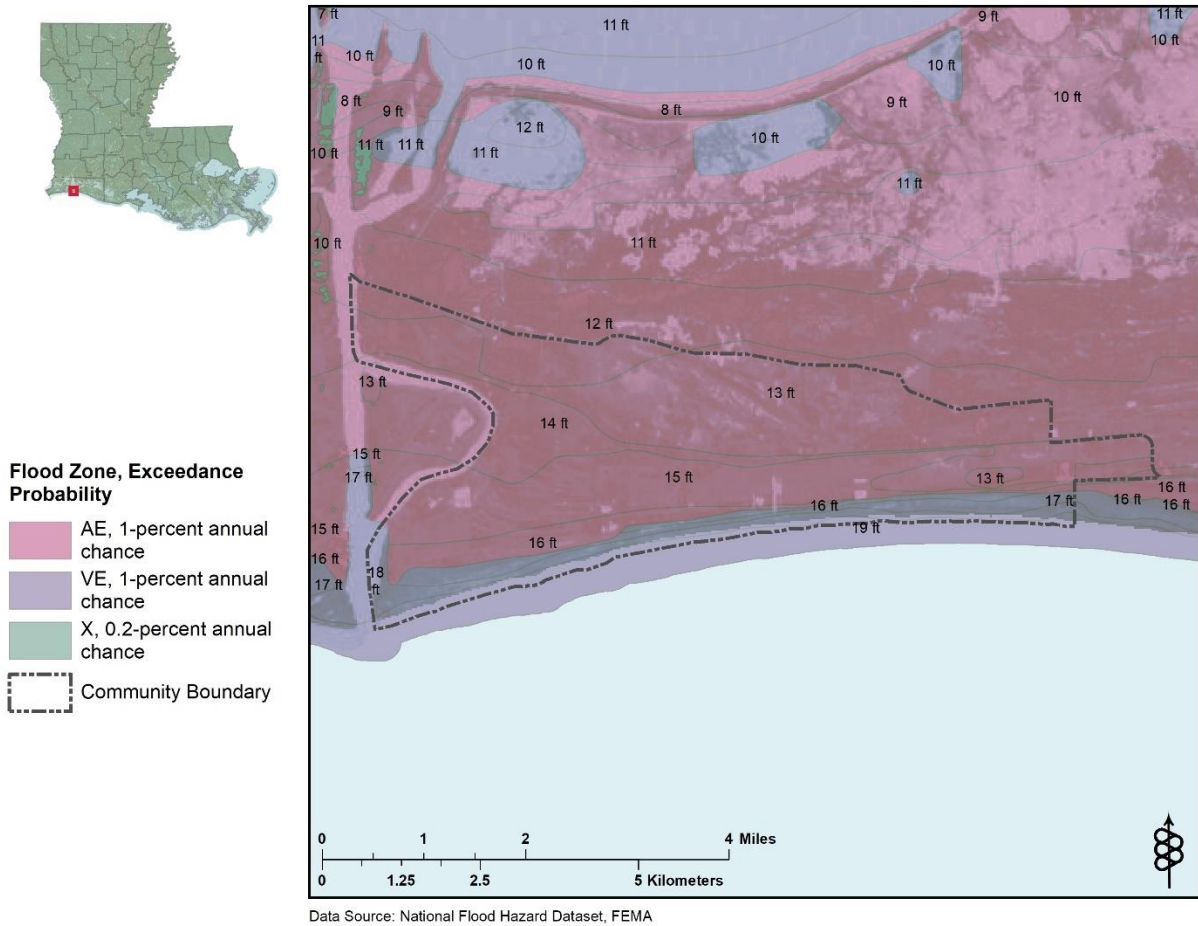 7 ft
11 ft
9 ft
11 ft
11
ft
10 ft
10 ft
10 ft
10 ft
8 ft
9 ft
8 ft
9 ft
10 ft
12 ft
10 ft
10 ft
11 ft
11 ft
11 ft
11 ft
10 ft
11 ft
12 ft
13 ft
13 ft
14 ft
15 ft
17 ft
15 ft
13 ft
16 ft
16 ft
17 ft
16 ft
16 ft
15 ft
19 ft
16 ft
16 ft
18
ft
17 ft
Flood Zone, Exceedance
Probability
AE, 1-percent annual
chance
VE, 1-percent annual
chance
X, 0.2-percent annual
chance
Community Boundary
0 1 2 4 Miles
0 1.25 2.5 5 Kilometers
Data Source: National Flood Hazard Dataset, FEMA